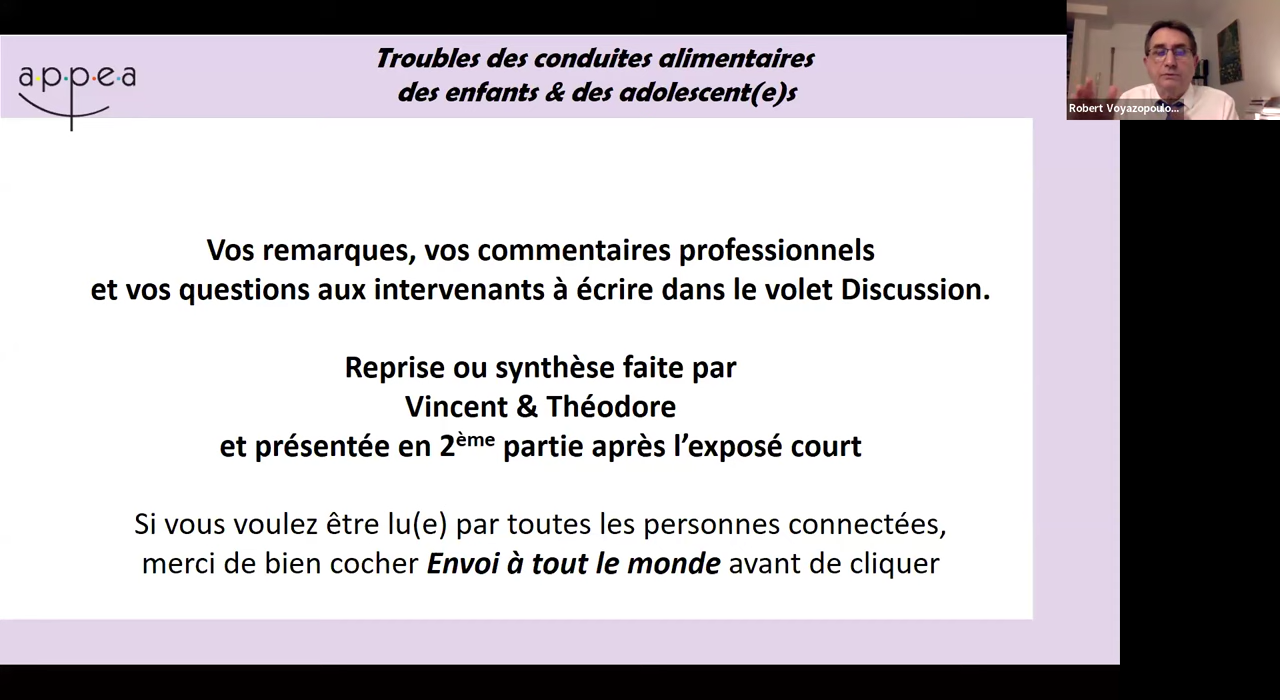 a·p·p·e·a
Troubles des conduites alimentaires
des enfants & des adolescent(e)s
Robert Voyazopoulo...
Vos remarques, vos commentaires professionnels
et vos questions aux intervenants à écrire dans le volet Discussion.
Reprise ou synthèse faite par
Vincent & Théodore
et présentée en 2ème partie après l’exposé court
Si vous voulez être lu(e) par toutes les personnes connectées,
merci de bien cocher Envoi à tout le monde avant de cliquer